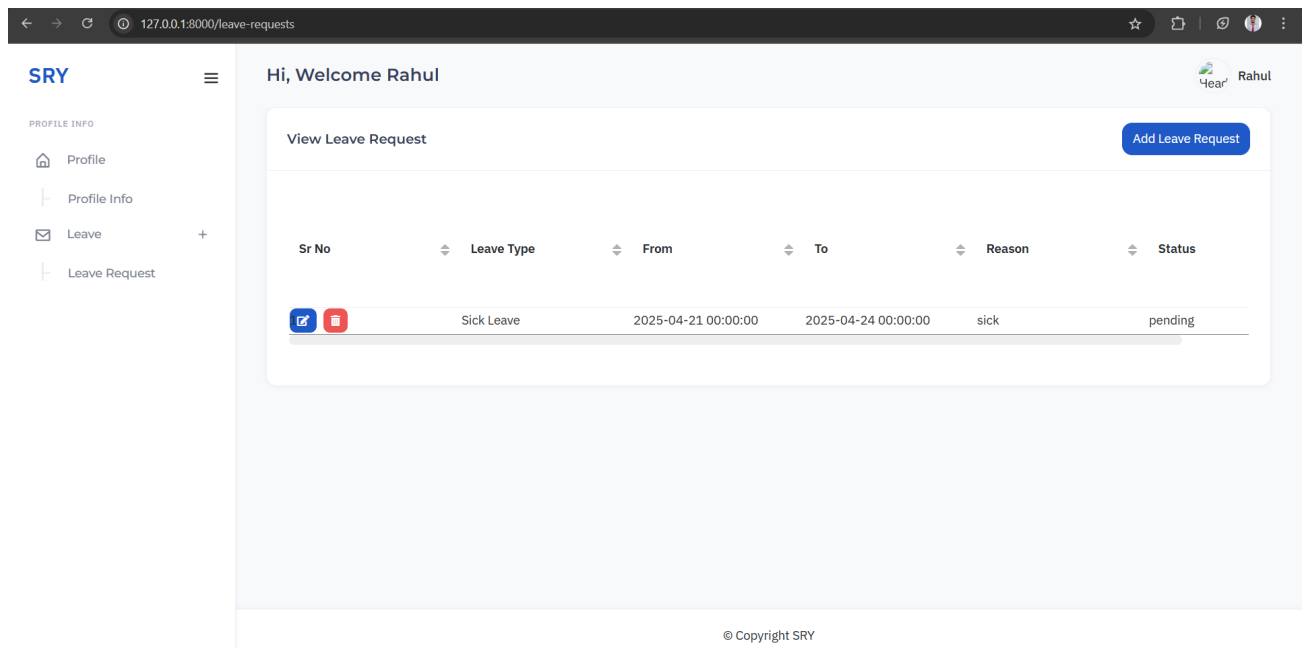 127.0.0.1:8000/leave-requests
SRY
Hi, Welcome Rahul
Rahul
PROFILE INFO
Profile
Profile Info
Leave +
Leave Request
View Leave Request
Add Leave Request
Sr No Leave Type From To Reason Status
Sick Leave 2025-04-21 00:00:00 2025-04-24 00:00:00 sick pending
© Copyright SRY